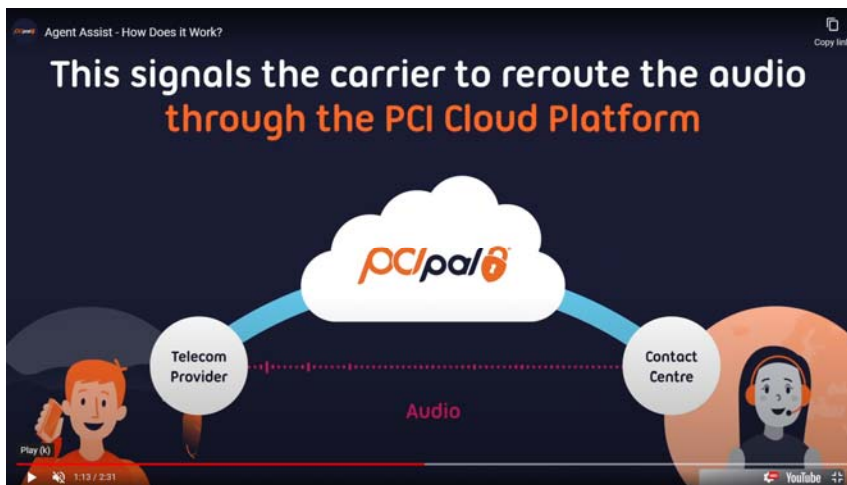 Agent Assist - How Does it Work?
Copy link
This signals the carrier to reroute the audio
through the PCI Cloud Platform
pcipal
Telecom
Provider
Contact
Centre
Audio
Play (k)
1:13 / 2:31
YouTube